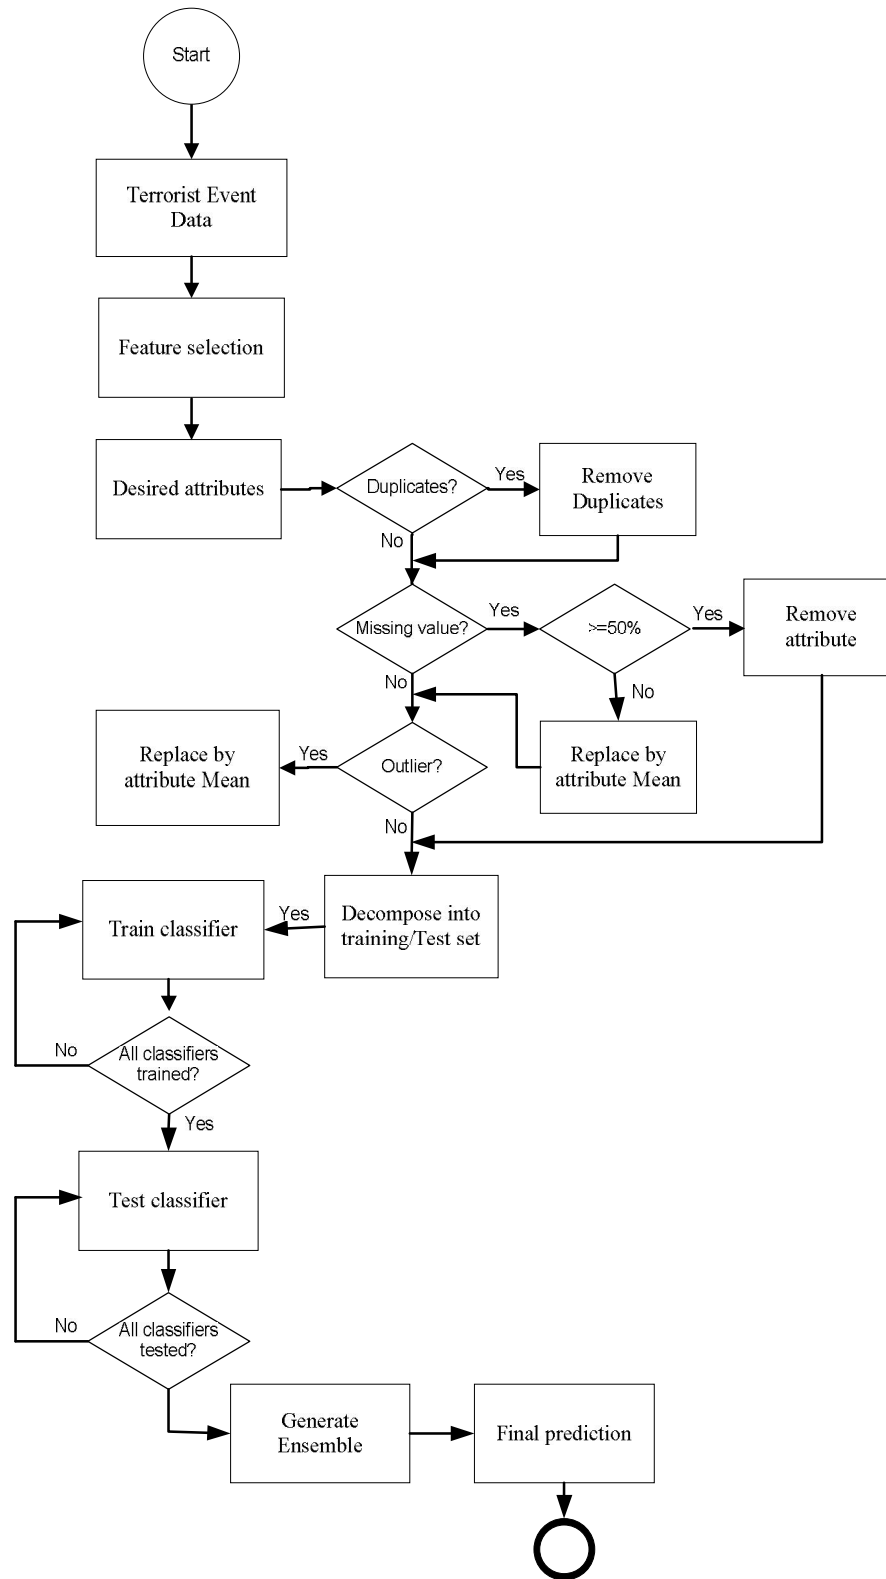 Start
Terrorist Event
Data
Feature selection
Desired attributes
Duplicates?
Yes
Remove
Duplicates
No
Missing value?
Yes
>=50%
Yes
Remove
attribute
No
No
Replace by
attribute Mean
Yes
Outlier?
Replace by
attribute Mean
No
Decompose into
training/Test set
Yes
Train classifier
No
All classifiers
trained?
Yes
Test classifier
No
All classifiers
tested?
Generate
Ensemble
Final prediction